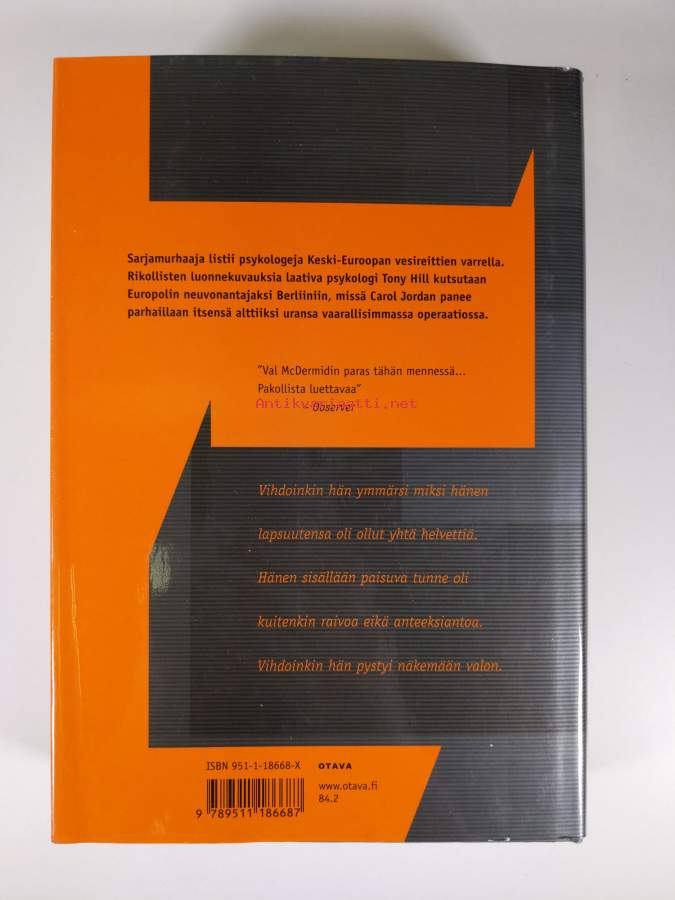 Sarjamurhaaja listii psykologeja Keski-Euroopan vesireittien varrella.
Rikollisten luonnekuvauksia laativa psykologi Tony Hill kutsutaan
Europolin neuvonantajaksi Berliiniin, missä Carol Jordan panee
parhaillaan itsensä alttiiksi uransa vaarallisimmassa operaatiossa.
"Val McDermidin paras tähän mennessä...
Pakollista luettavaa"
Antikvariaatti.net
– Observer
Vihdoinkin hän ymmärsi miksi hänen
lapsuutensa oli ollut yhtä helvettiä.
Hänen sisällään paisuva tunne oli
kuitenkin raivoa eikä anteeksiantoa.
Vihdoinkin hän pystyi näkemään valon.
ISBN 951-1-18668-X
OTAVA
www.otava.fi
84.2
9 789511 186687